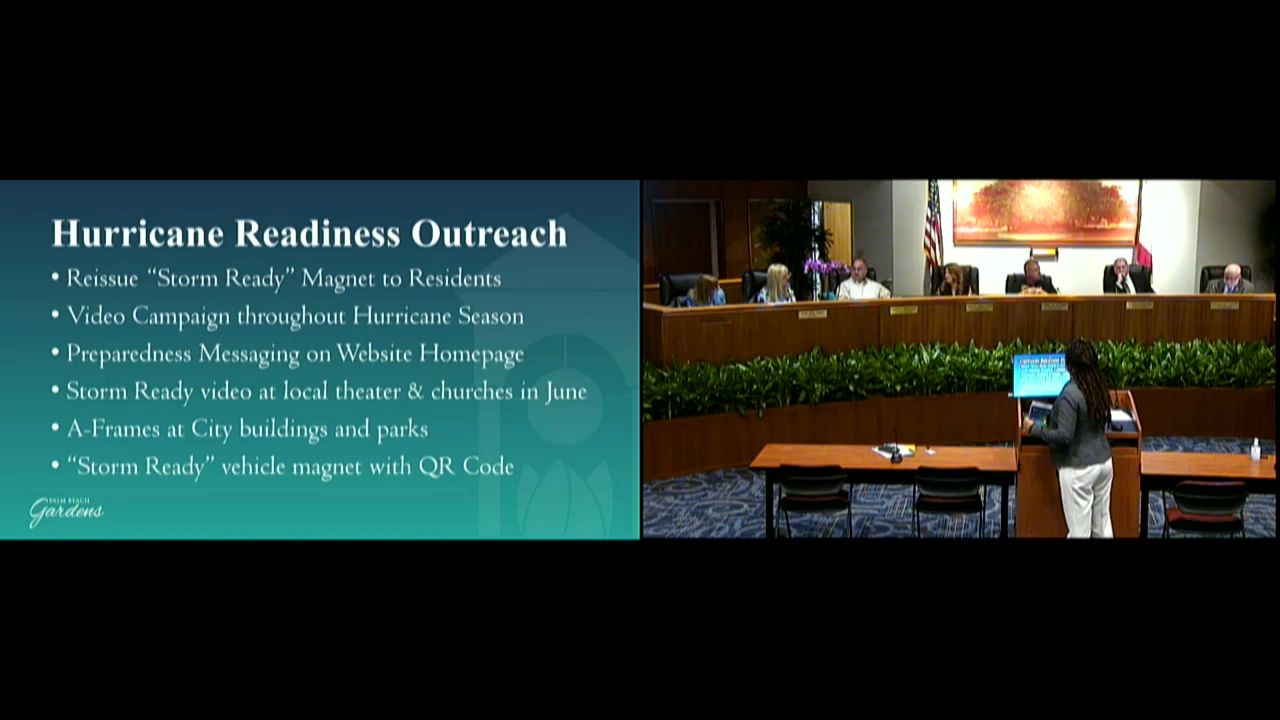 Hurricane Readiness Outreach
• Reissue “Storm Ready” Magnet to Residents
• Video Campaign throughout Hurricane Season
• Preparedness Messaging on Website Homepage
• Storm Ready video at local theater & churches in June
• A-Frames at City buildings and parks
• “Storm Ready” vehicle magnet with QR Code
PALM BEACH
Gardens